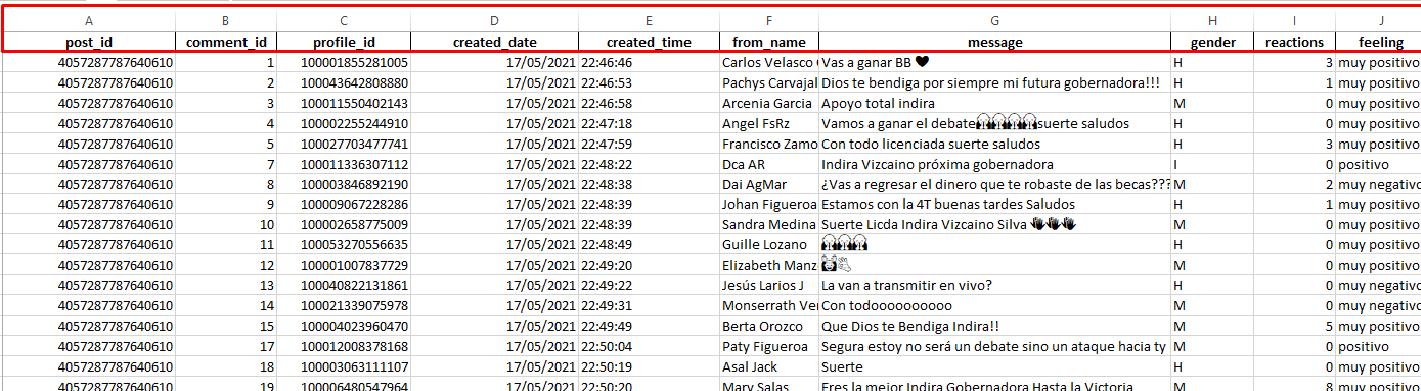 A B C D E F G H I J
post_id comment_id profile_id created_date created_time from_name message gender reactions feeling
4057287787640610 1 100001855281005 17/05/2021 22:46:46 Carlos Velasco Vas a ganar BB 🖤 H 3 muy positivo
4057287787640610 2 100043642808880 17/05/2021 22:46:53 Pachys Carvajal Dios te bendiga por siempre mi futura gobernadora!!! H 1 muy positivo
4057287787640610 3 100011550402143 17/05/2021 22:46:58 Arcenia Garcia Apoyo total indira M 0 muy positivo
4057287787640610 4 100002255244910 17/05/2021 22:47:18 Angel FsRz Vamos a ganar el debate suerte saludos H 0 muy positivo
4057287787640610 5 100027703477741 17/05/2021 22:47:59 Francisco Zamo Con todo licenciada suerte saludos H 3 muy positivo
4057287787640610 7 100011336307112 17/05/2021 22:48:22 Dca AR Indira Vizcaino próxima gobernadora I 0 positivo
4057287787640610 8 100003846892190 17/05/2021 22:48:38 Dai AgMar ¿Vas a regresar el dinero que te robaste de las becas??? M 2 muy negativo
4057287787640610 9 100009067228286 17/05/2021 22:48:39 Johan Figueroa Estamos con la 4T buenas tardes Saludos H 1 muy positivo
4057287787640610 10 100002658775009 17/05/2021 22:48:39 Sandra Medina Suerte Licda Indira Vizcaino Silva M 0 muy positivo
4057287787640610 11 100053270556635 17/05/2021 22:48:49 Guille Lozano H 0 muy positivo
4057287787640610 12 100001007837729 17/05/2021 22:49:20 Elizabeth Manz M 0 muy positivo
4057287787640610 13 100040822131861 17/05/2021 22:49:22 Jesús Larios J La van a transmitir en vivo? H 0 muy negativo
4057287787640610 14 100021339075978 17/05/2021 22:49:31 Monserrath Ve Con todoooooooooo M 0 muy negativo
4057287787640610 15 100004023960470 17/05/2021 22:49:49 Berta Orozco Que Dios te Bendiga Indira!! M 5 muy positivo
4057287787640610 17 100012008378168 17/05/2021 22:50:04 Paty Figueroa Segura estoy no será un debate sino un ataque hacia ty M 0 positivo
4057287787640610 18 100003063111107 17/05/2021 22:50:19 Asal Jack Suerte H 0 muy positivo
4057287787640610 19 100006480547964 17/05/2021 22:50:20 Mary Salas Eres la mejor Indira Gobernadora Hasta la Victoria M 8 muy positivo